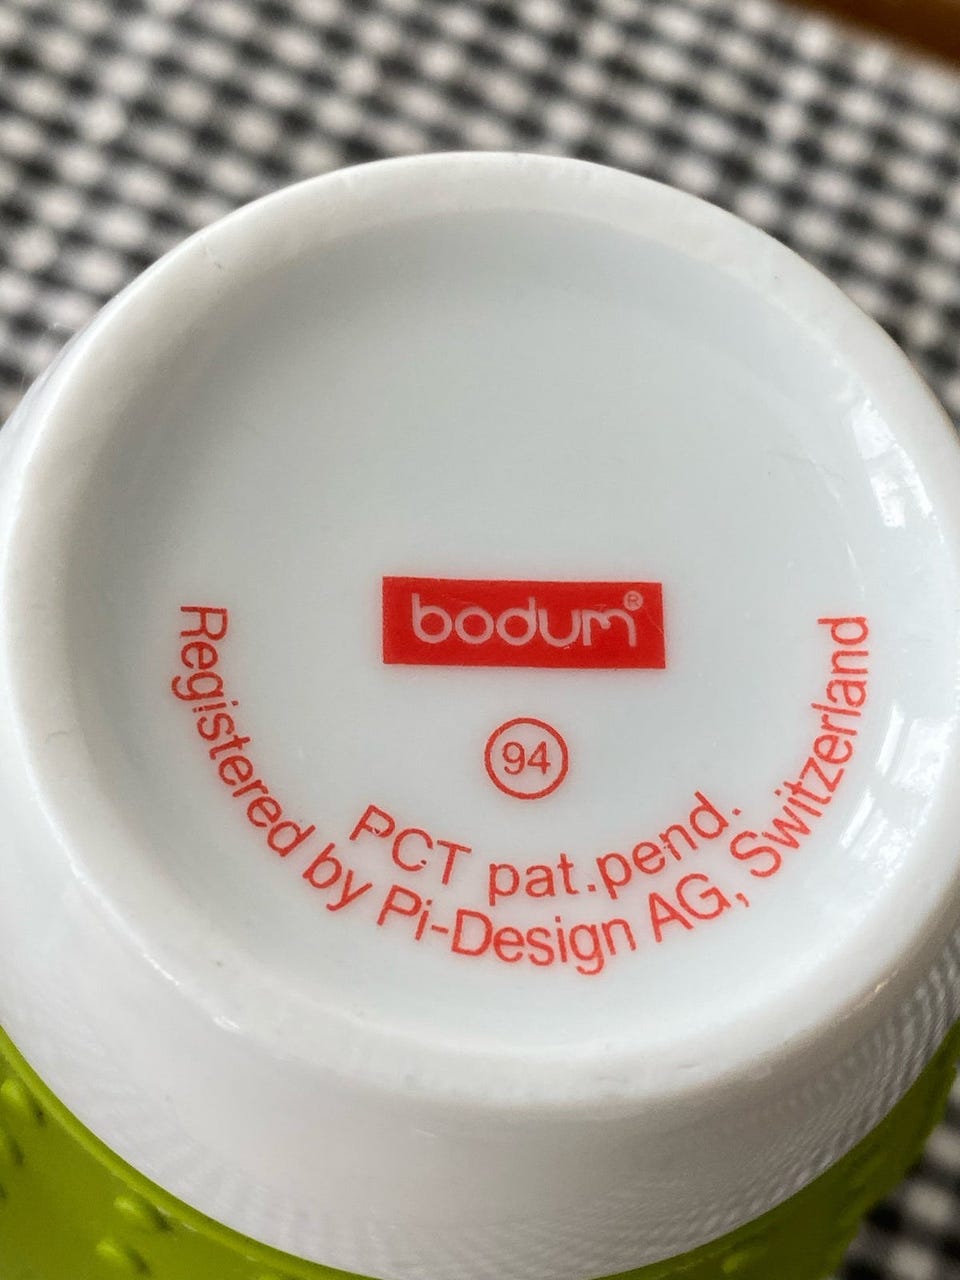 bodum®
94
PCT pat.pend.
Registered by Pi-Design AG, Switzerland